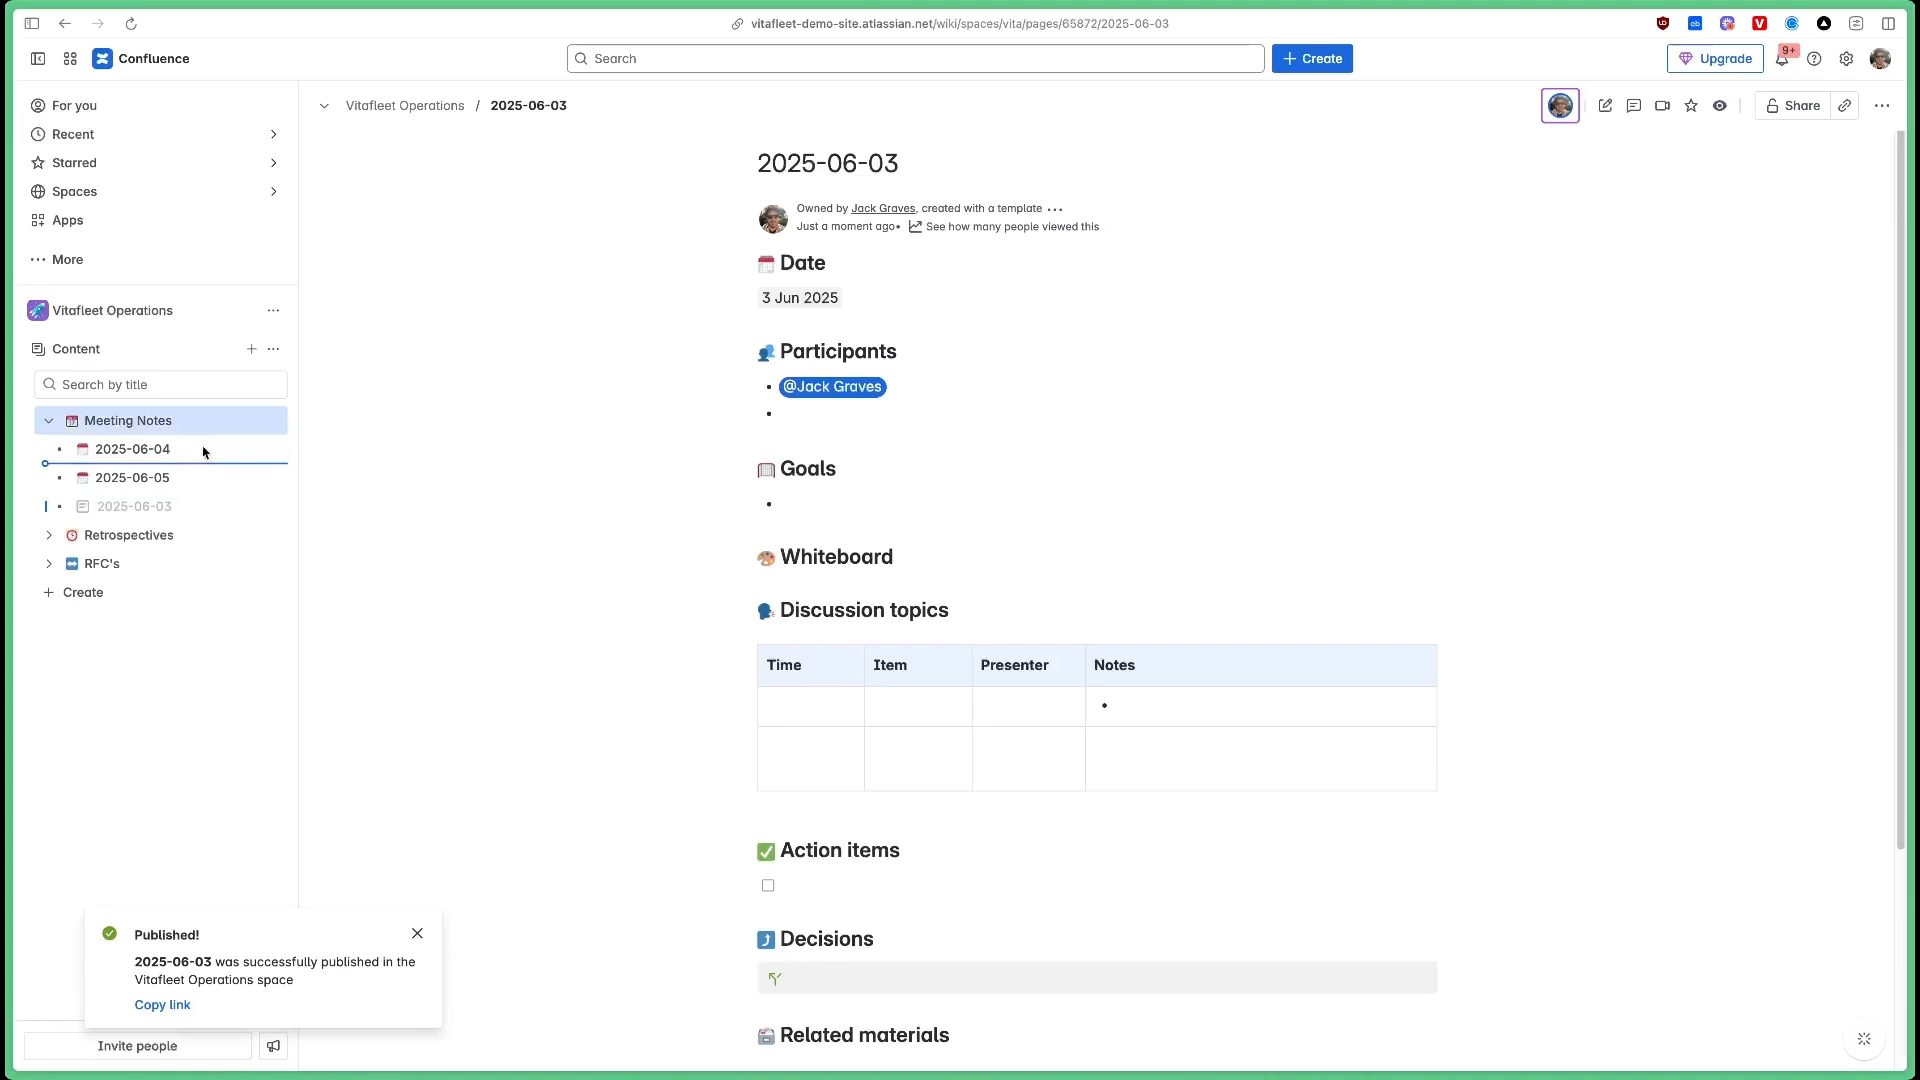 vitafleet-demo-site.atlassian.net/wiki/spaces/vita/pages/65872/2025-06-03
Confluence
Search
Create
Upgrade
9+
For you
Recent
Starred
Spaces
Apps
More
Vitafleet Operations
Content
Search by title
Meeting Notes
2025-06-04
2025-06-05
2025-06-03
Retrospectives
RFC's
Create
Vitafleet Operations / 2025-06-03
Share
2025-06-03
Owned by Jack Graves, created with a template
Just a moment ago• See how many people viewed this
Date
3 Jun 2025
Participants
@Jack Graves
Goals
Whiteboard
Discussion topics
Time Item Presenter Notes
Action items
Decisions
Related materials
Published!
2025-06-03 was successfully published in the
Vitafleet Operations space
Copy link
Invite people